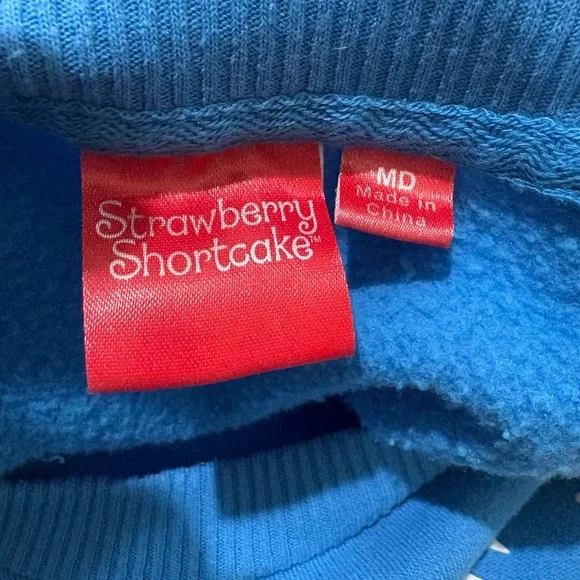 Strawberry
Shortcake™
MD
Made in
China